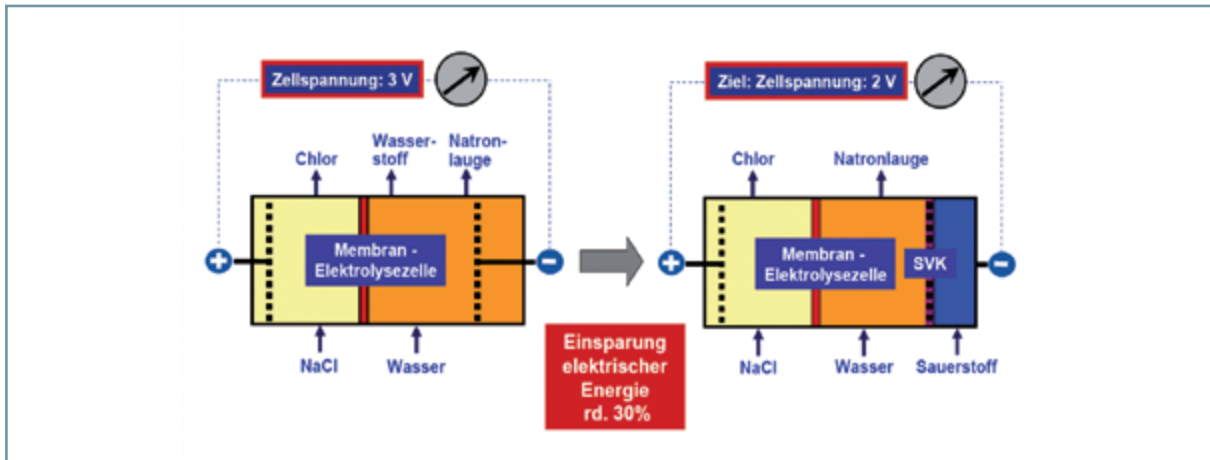 Zellspannung: 3 V
Chlor
Wasser-
stoff
Natron-
lauge
+
Membran -
Elektrolysezelle
−
NaCl
Wasser
Einsparung
elektrischer
Energie
rd. 30%
Ziel: Zellspannung: 2 V
Chlor
Natronlauge
+
Membran -
Elektrolysezelle
SVK
−
NaCl
Wasser
Sauerstoff